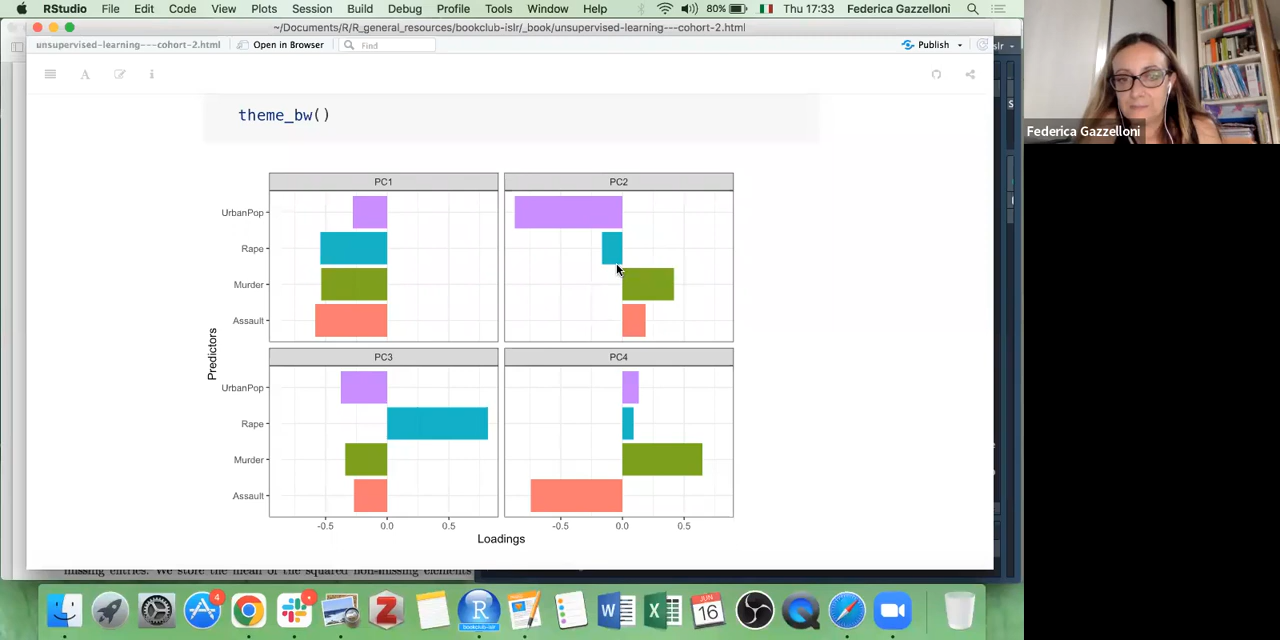 RStudio File Edit Code View Plots Session Build Debug Profile Tools Window Help 80% Thu 17:33 Federica Gazzelloni
~/Documents/R/R_general_resources/bookclub-islr/_book/unsupervised-learning---cohort-2.html
unsupervised-learning---cohort-2.html Open in Browser Find Publish
theme_bw()
PC1 PC2
UrbanPop
Rape
Murder
Assault
Predictors
PC3 PC4
UrbanPop
Rape
Murder
Assault
-0.5 0.0 0.5 -0.5 0.0 0.5
Loadings
missing entries. We store the mean of the squared non-missing elements
Federica Gazzelloni
4
JUN
16